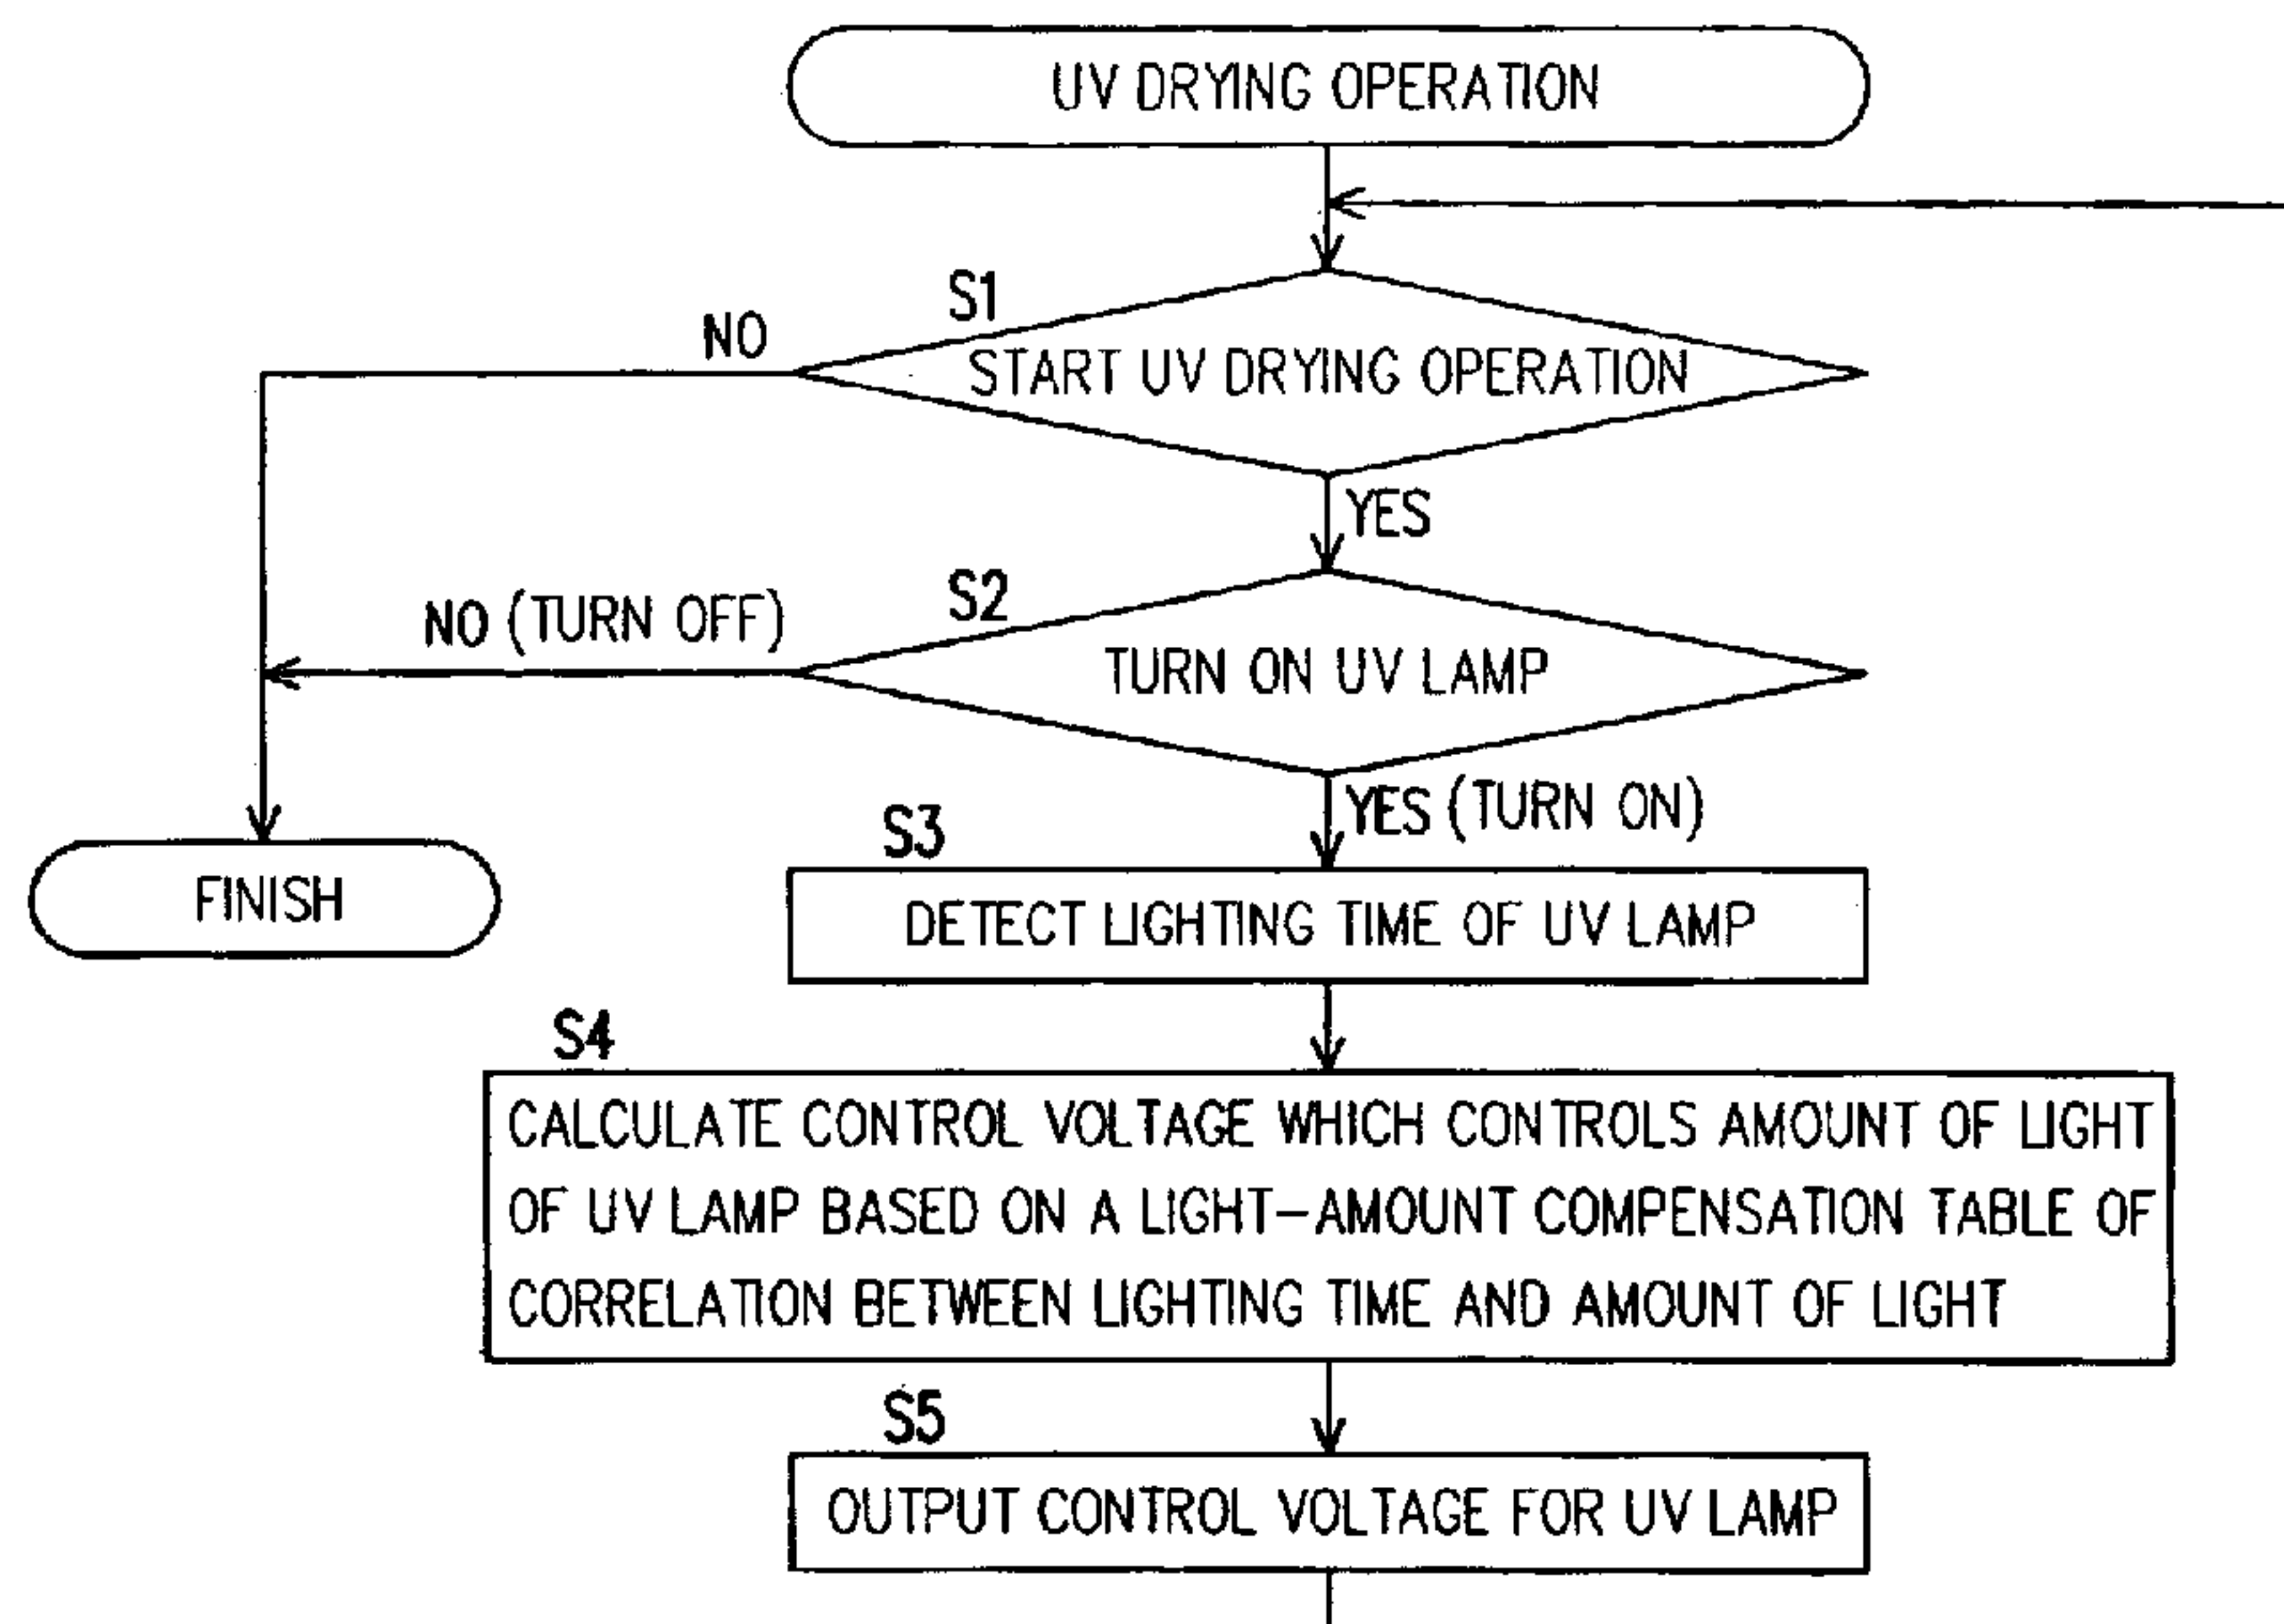 UV DRYING OPERATION
S1
NO
START UV DRYING OPERATION
YES
S2
NO (TURN OFF)
TURN ON UV LAMP
YES (TURN ON)
S3
FINISH
DETECT LIGHTING TIME OF UV LAMP
S4
CALCULATE CONTROL VOLTAGE WHICH CONTROLS AMOUNT OF LIGHT
OF UV LAMP BASED ON A LIGHT-AMOUNT COMPENSATION TABLE OF
CORRELATION BETWEEN LIGHTING TIME AND AMOUNT OF LIGHT
S5
OUTPUT CONTROL VOLTAGE FOR UV LAMP